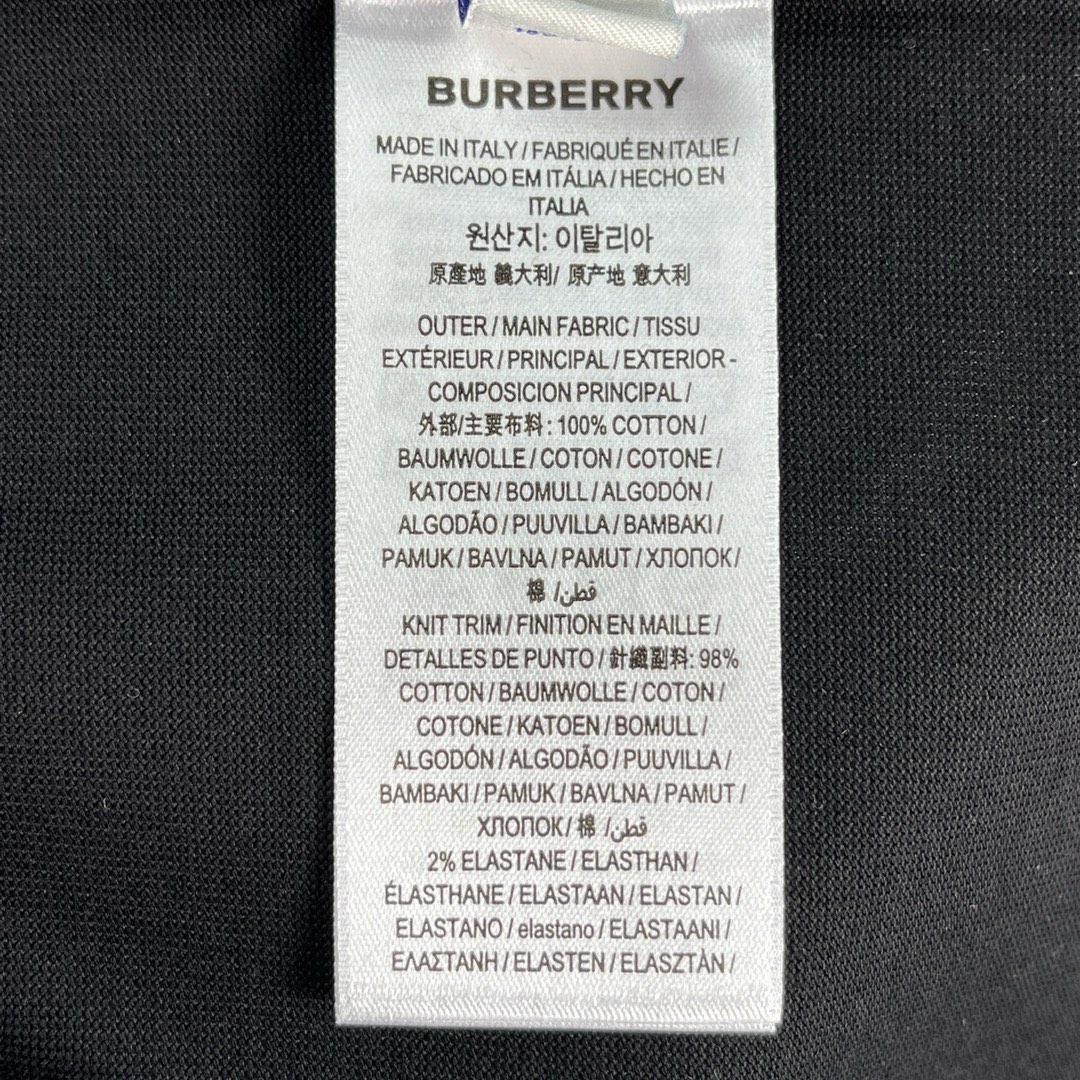 BURBERRY
MADE IN ITALY / FABRIQUÉ EN ITALIE /
FABRICADO EM ITÁLIA / HECHO EN
ITALIA
원산지: 이탈리아
原產地 義大利/ 原产地 意大利
OUTER / MAIN FABRIC / TISSU
EXTÉRIEUR / PRINCIPAL / EXTERIOR -
COMPOSICION PRINCIPAL /
外部/主要布料: 100% COTTON /
BAUMWOLLE / COTON / COTONE /
KATOEN / BOMULL / ALGODÓN /
ALGODÃO / PUUVILLA / BAMBAKI /
PAMUK / BAVLNA / PAMUT / ХЛОПОК /
棉 /قطن/
KNIT TRIM / FINITION EN MAILLE /
DETALLES DE PUNTO / 針織副料: 98%
COTTON / BAUMWOLLE / COTON /
COTONE / KATOEN / BOMULL /
ALGODÓN / ALGODÃO / PUUVILLA /
BAMBAKI / PAMUK / BAVLNA / PAMUT /
ХЛОПОК / 棉 /قطن/
2% ELASTANE / ELASTHAN /
ÉLASTHANE / ELASTAAN / ELASTAN /
ELASTANO / elastano / ELASTAANI /
ΕΛΑΣΤΑΝΗ / ELASTEN / ELASZTÀN /